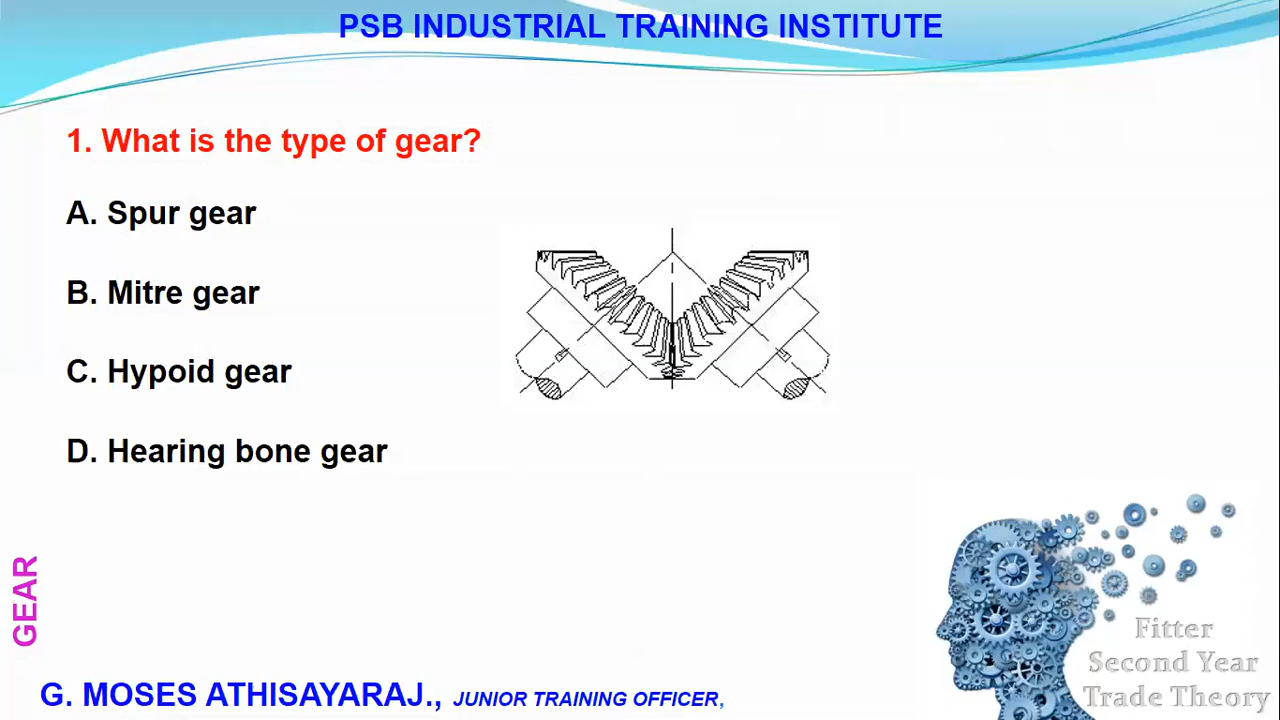 PSB INDUSTRIAL TRAINING INSTITUTE
1. What is the type of gear?
A. Spur gear
B. Mitre gear
C. Hypoid gear
D. Hearing bone gear
GEAR
Fitter
Second Year
Trade Theory
G. MOSES ATHISAYARAJ., JUNIOR TRAINING OFFICER,